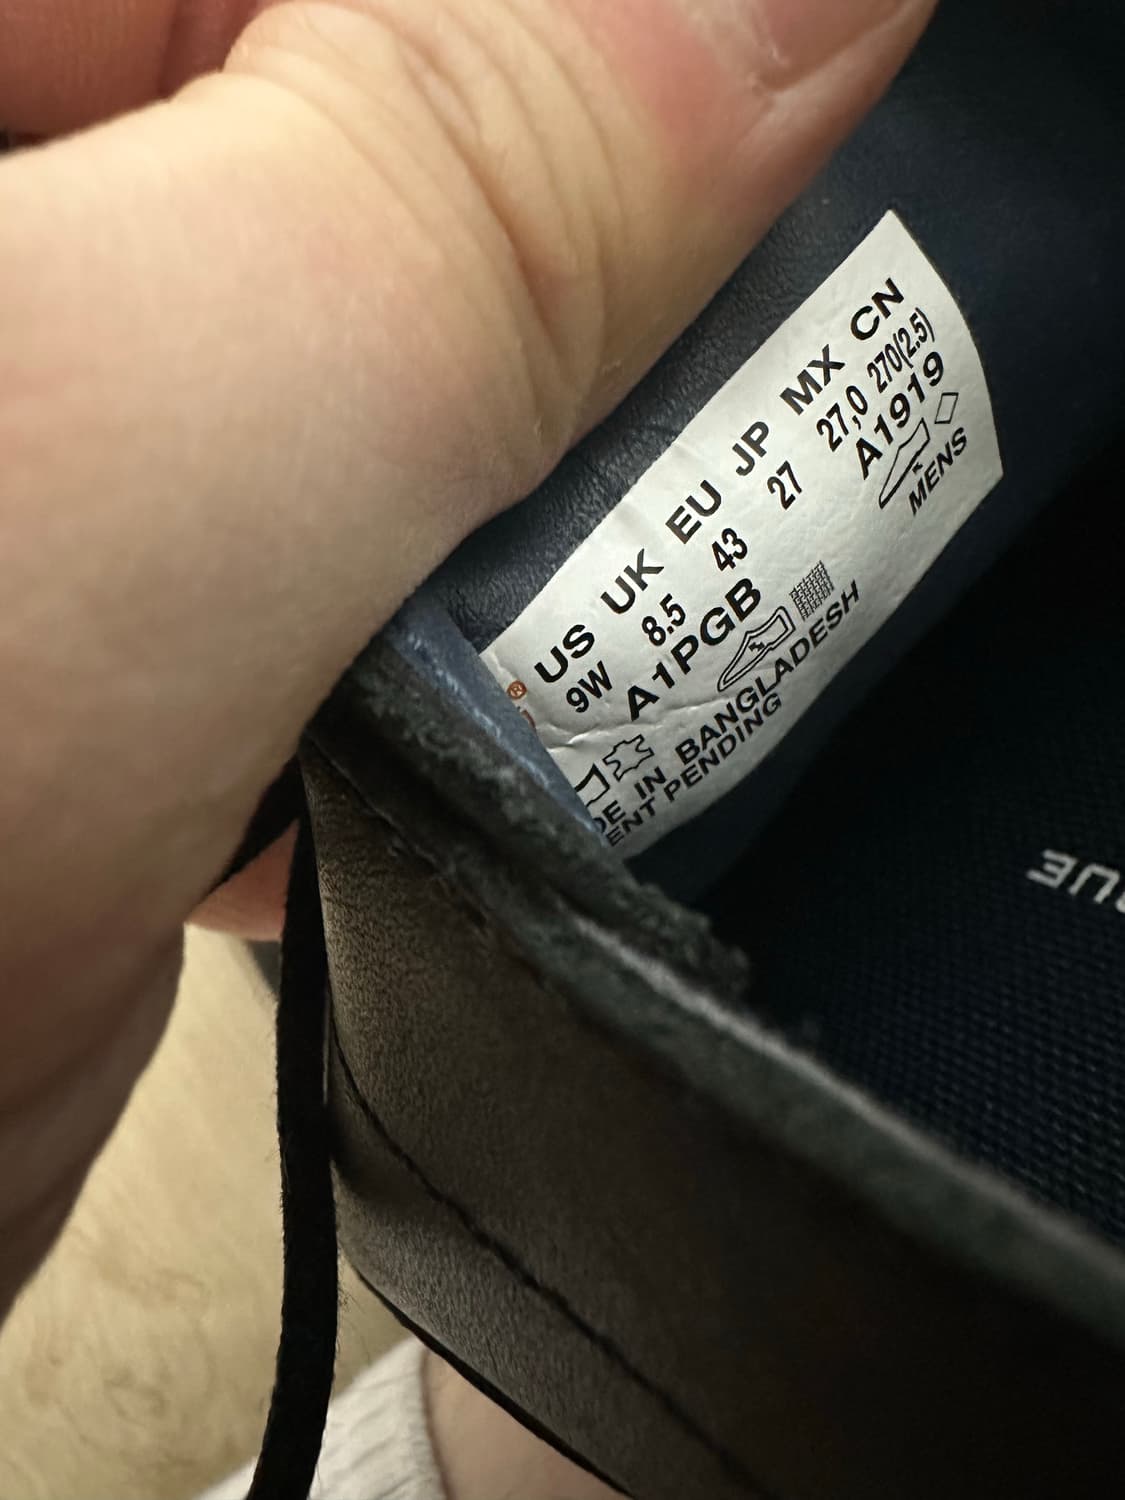 US UK EU JP MX CN
9W 8.5 43 27 27,0 270(2.5)
A1PGB A1919
MENS
IN BANGLADESH
PENDING